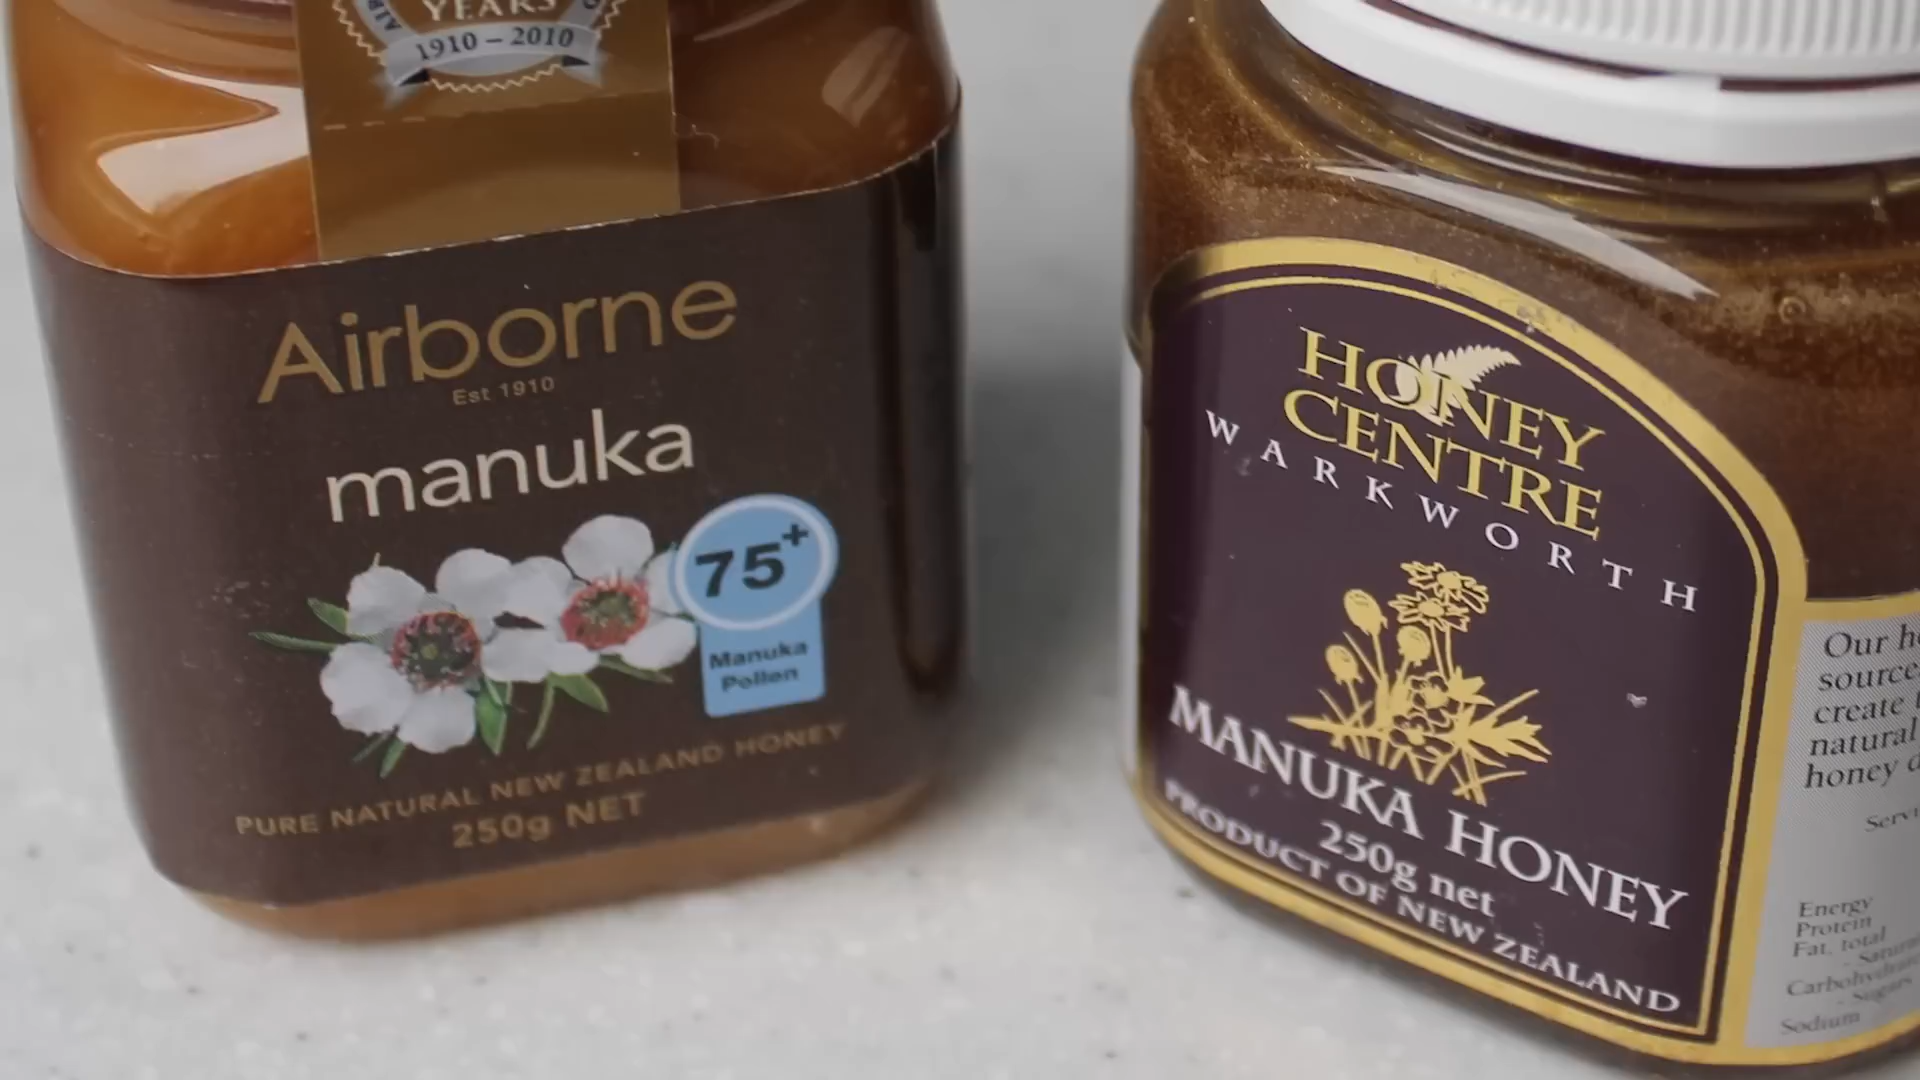 YEARS
1910 – 2010
Airborne
Est 1910
manuka
75+
Manuka
Pollen
PURE NATURAL NEW ZEALAND HONEY
250g NET
HONEY
CENTRE
WARKWORTH
MANUKA HONEY
250g net
PRODUCT OF NEW ZEALAND
Our
source
create
natural
honey
Energy
Protein
Fat, total
Sodium